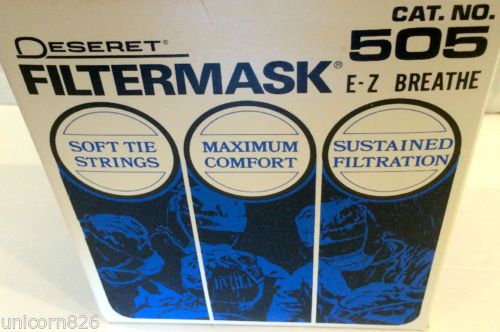 DESERET®
CAT. NO.
505
FILTERMASK®
E-Z BREATHE
SOFT TIE
STRINGS
MAXIMUM
COMFORT
SUSTAINED
FILTRATION
unicorn826